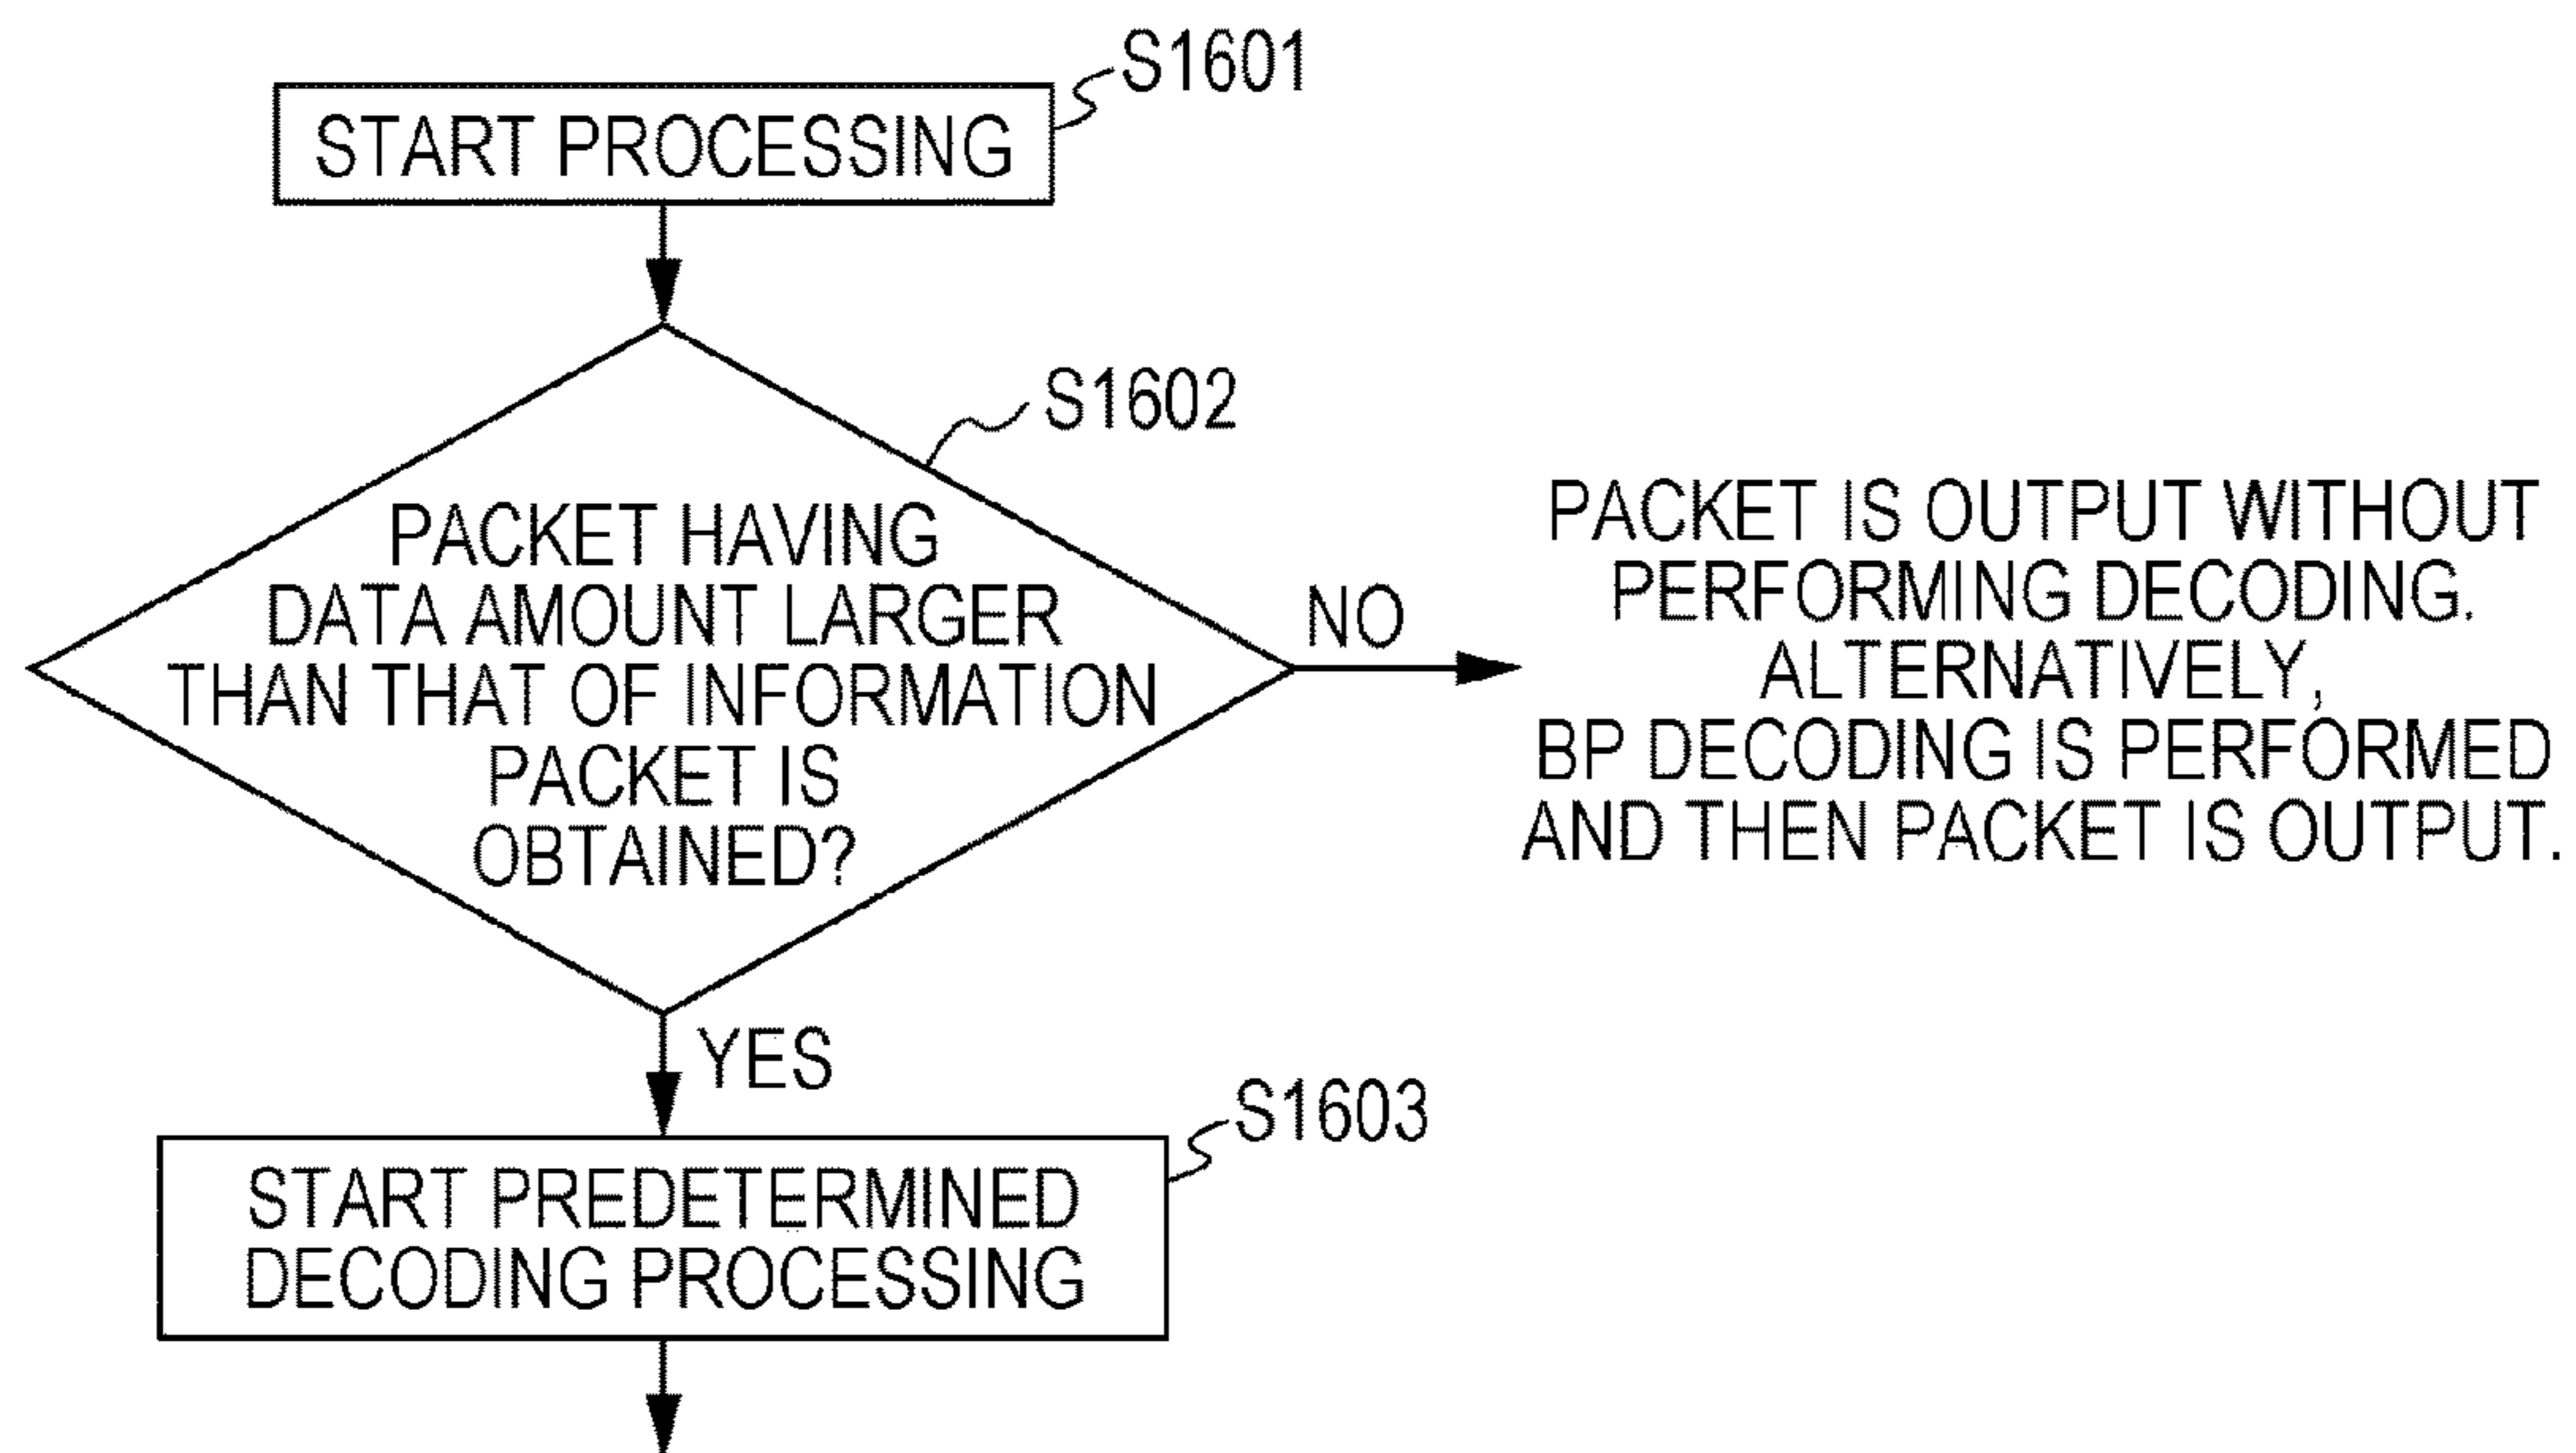 S1601
START PROCESSING
S1602
PACKET HAVING
DATA AMOUNT LARGER
THAN THAT OF INFORMATION
PACKET IS
OBTAINED?
NO
PACKET IS OUTPUT WITHOUT
PERFORMING DECODING.
ALTERNATIVELY,
BP DECODING IS PERFORMED
AND THEN PACKET IS OUTPUT.
YES
S1603
START PREDETERMINED
DECODING PROCESSING